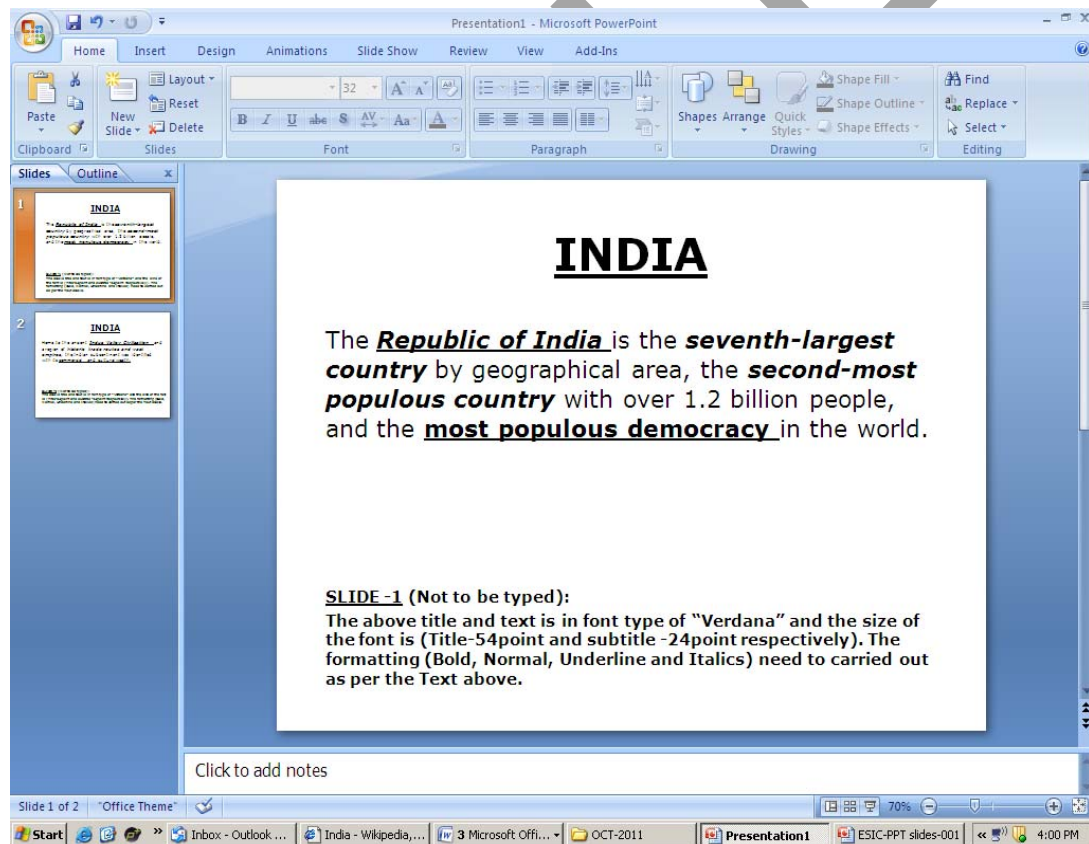 Presentation1 - Microsoft PowerPoint
Home Insert Design Animations Slide Show Review View Add-Ins
Paste New Slide Layout Reset Delete
32
Shapes Arrange Quick Styles Shape Fill Shape Outline Shape Effects
Find Replace Select
Clipboard Slides Font Paragraph Drawing Editing
Slides Outline x
1
INDIA
2
INDIA
INDIA
The Republic of India is the seventh-largest
country by geographical area, the second-most
populous country with over 1.2 billion people,
and the most populous democracy in the world.
SLIDE -1 (Not to be typed):
The above title and text is in font type of “Verdana” and the size of
the font is (Title-54point and subtitle -24point respectively). The
formatting (Bold, Normal, Underline and Italics) need to carried out
as per the Text above.
Click to add notes
Slide 1 of 2 "Office Theme" 70%
Start Inbox - Outlook ... India - Wikipedia,... 3 Microsoft Offi... OCT-2011 Presentation1 ESIC-PPT slides-001 4:00 PM